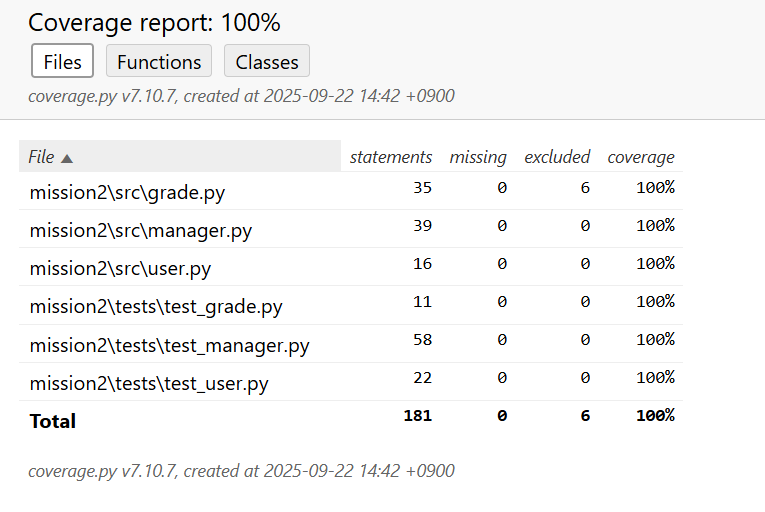 Coverage report: 100%
Files Functions Classes
coverage.py v7.10.7, created at 2025-09-22 14:42 +0900
File ▲ statements missing excluded coverage
mission2\src\grade.py 35 0 6 100%
mission2\src\manager.py 39 0 0 100%
mission2\src\user.py 16 0 0 100%
mission2\tests\test_grade.py 11 0 0 100%
mission2\tests\test_manager.py 58 0 0 100%
mission2\tests\test_user.py 22 0 0 100%
Total 181 0 6 100%
coverage.py v7.10.7, created at 2025-09-22 14:42 +0900